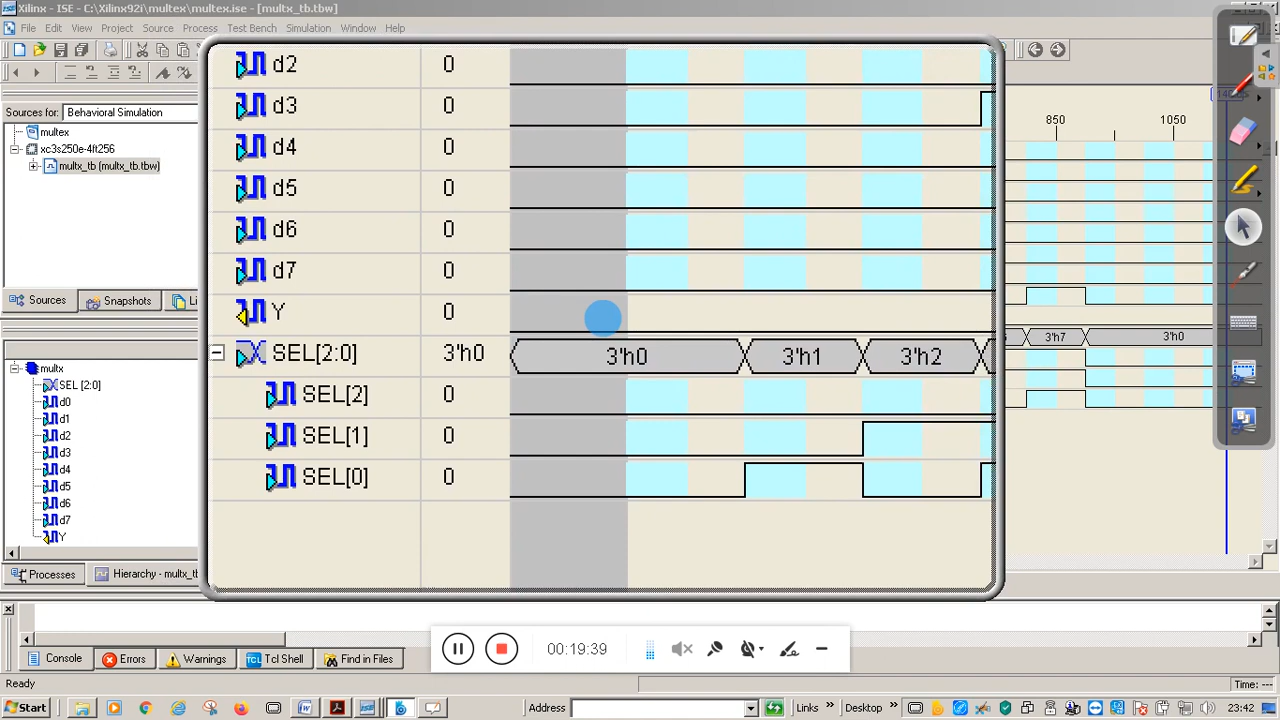 Xilinx - ISE - C:\Xilinx92i\multex\multex.ise - [multx_tb.tbw]
File Edit View Project Source Process Test Bench Simulation Window Help
Sources for: Behavioral Simulation
multex
xc3s250e-4ft256
multx_tb (multx_tb.tbw)
Sources Snapshots
multx
SEL [2:0]
d0
d1
d2
d3
d4
d5
d6
d7
Y
Processes Hierarchy - multx_tb
d2 0
d3 0
d4 0
d5 0
d6 0
d7 0
Y 0
SEL[2:0] 3'h0 3'h0 3'h1 3'h2
SEL[2] 0
SEL[1] 0
SEL[0] 0
850 1050
3'h7 3'h0
00:19:39
Console Errors Warnings TCL Tcl Shell Find in Files
Ready Time: ---
Start Address Links » Desktop » 23:42